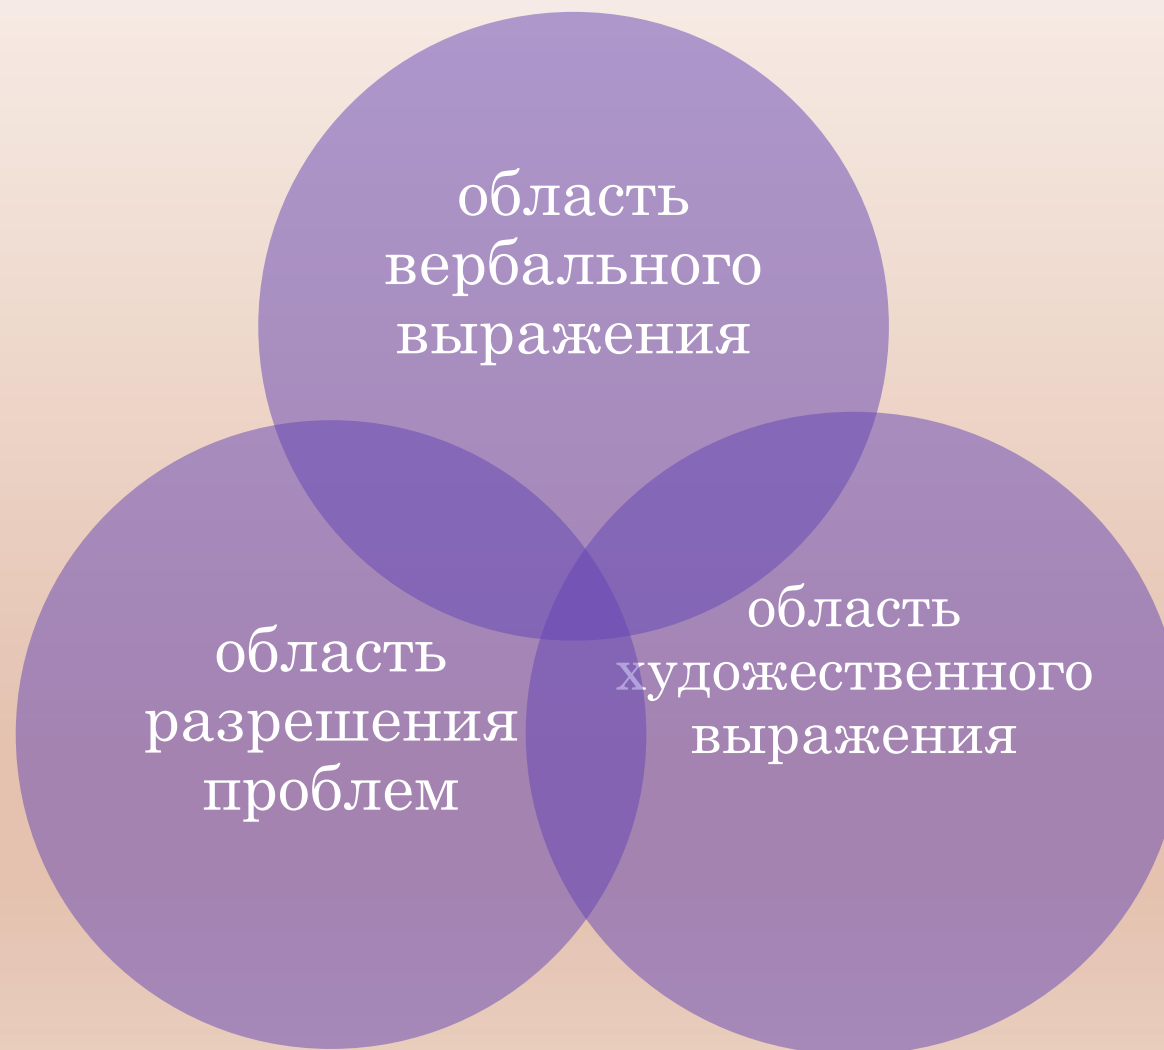 область
вербального
выражения
область
разрешения
проблем
область
художественного
выражения